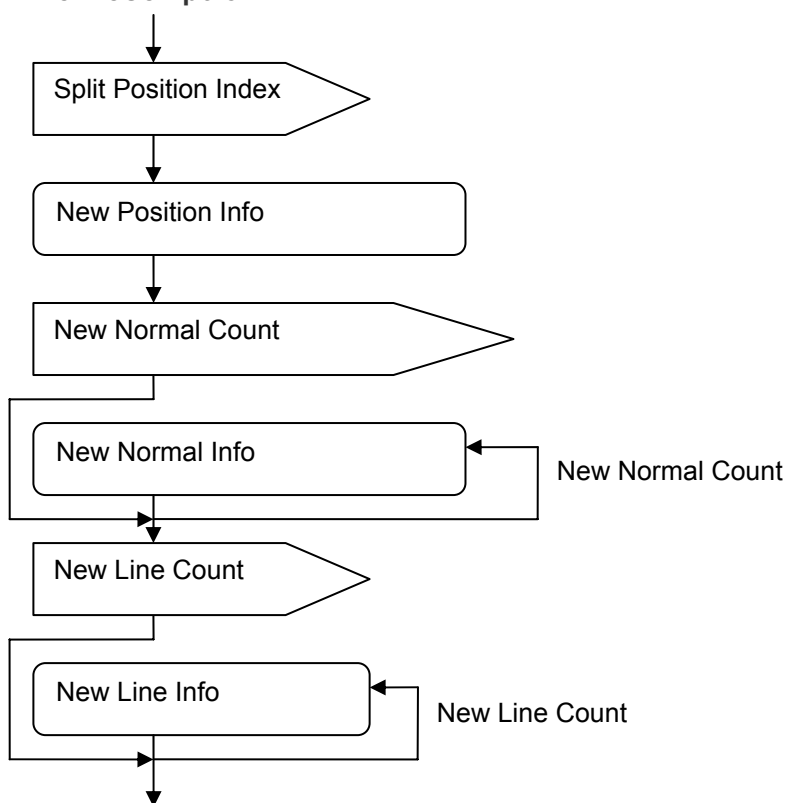 Split Position Index
New Position Info
New Normal Count
New Normal Info
New Normal Count
New Line Count
New Line Info
New Line Count